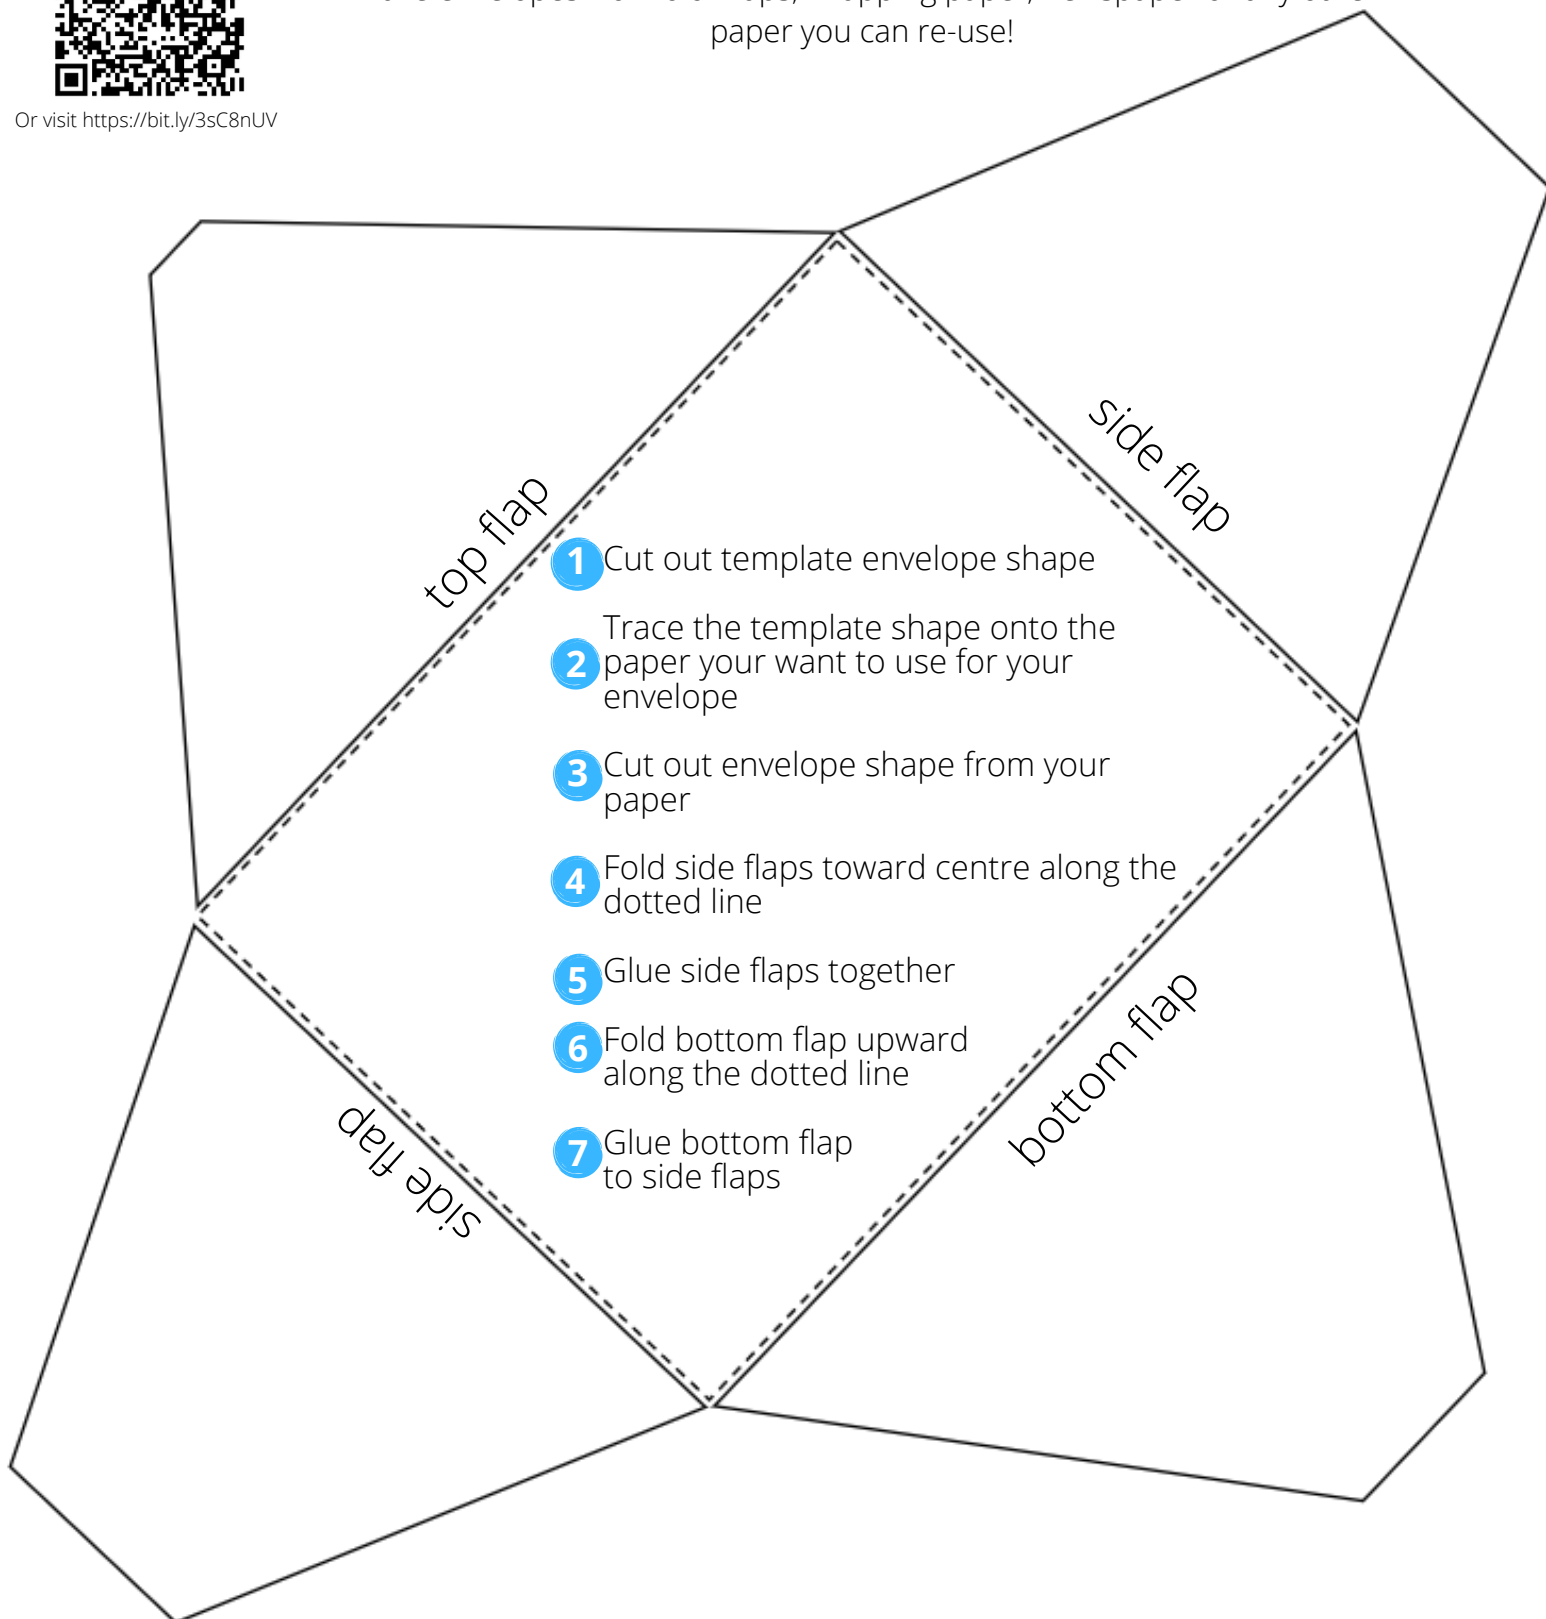 paper you can re-use!
Or visit https://bit.ly/3sC8nUV
top flap
side flap
1 Cut out template envelope shape
2 Trace the template shape onto the
paper your want to use for your
envelope
3 Cut out envelope shape from your
paper
4 Fold side flaps toward centre along the
dotted line
5 Glue side flaps together
6 Fold bottom flap upward
along the dotted line
7 Glue bottom flap
to side flaps
side flap
bottom flap